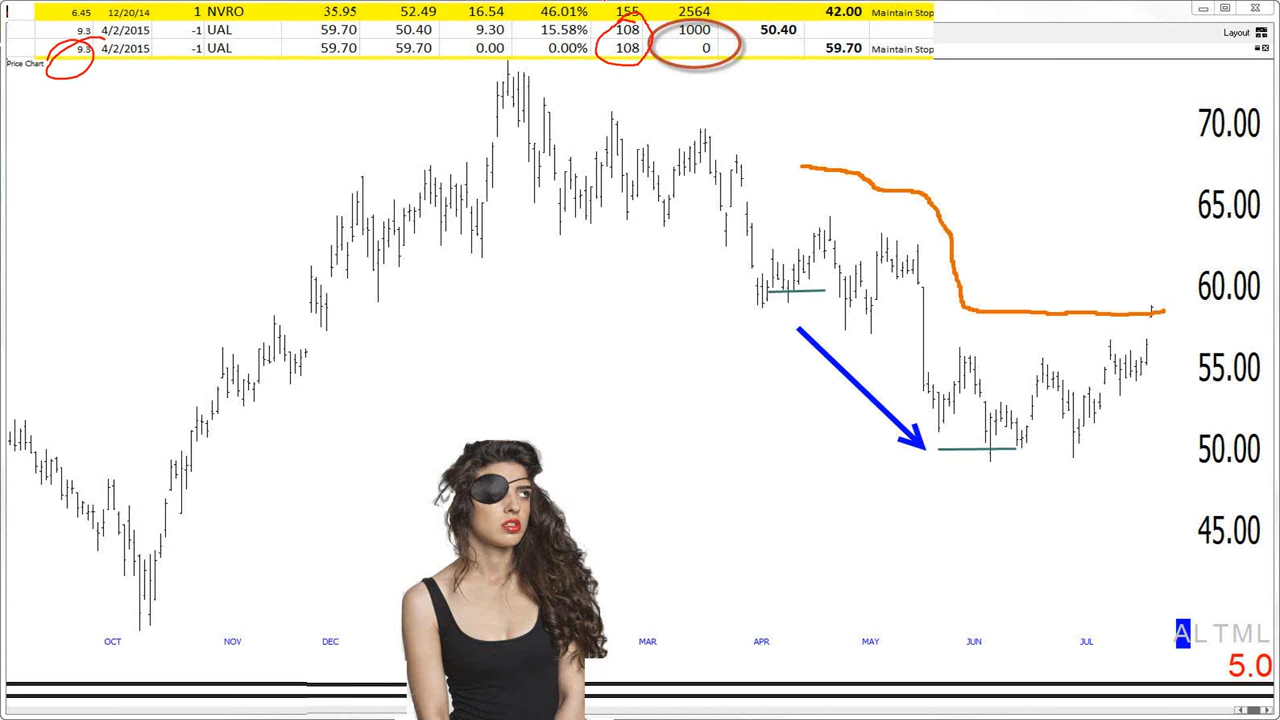 6.45 12/20/14 1 NVRO 35.95 52.49 16.54 46.01% 155 2564 42.00 Maintain Stop
9.3 4/2/2015 -1 UAL 59.70 50.40 9.30 15.58% 108 1000 50.40
9.3 4/2/2015 -1 UAL 59.70 59.70 0.00 0.00% 108 0 59.70 Maintain Stop
Layout
Price Chart
70.00
65.00
60.00
55.00
50.00
45.00
OCT NOV DEC MAR APR MAY JUN JUL
ALTML
5.0